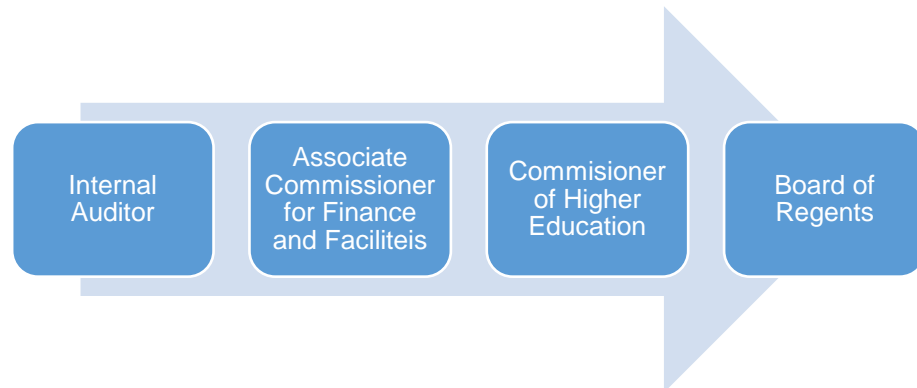 Internal
Auditor
Associate
Commissioner
for Finance
and Faciliteis
Commisioner
of Higher
Education
Board of
Regents